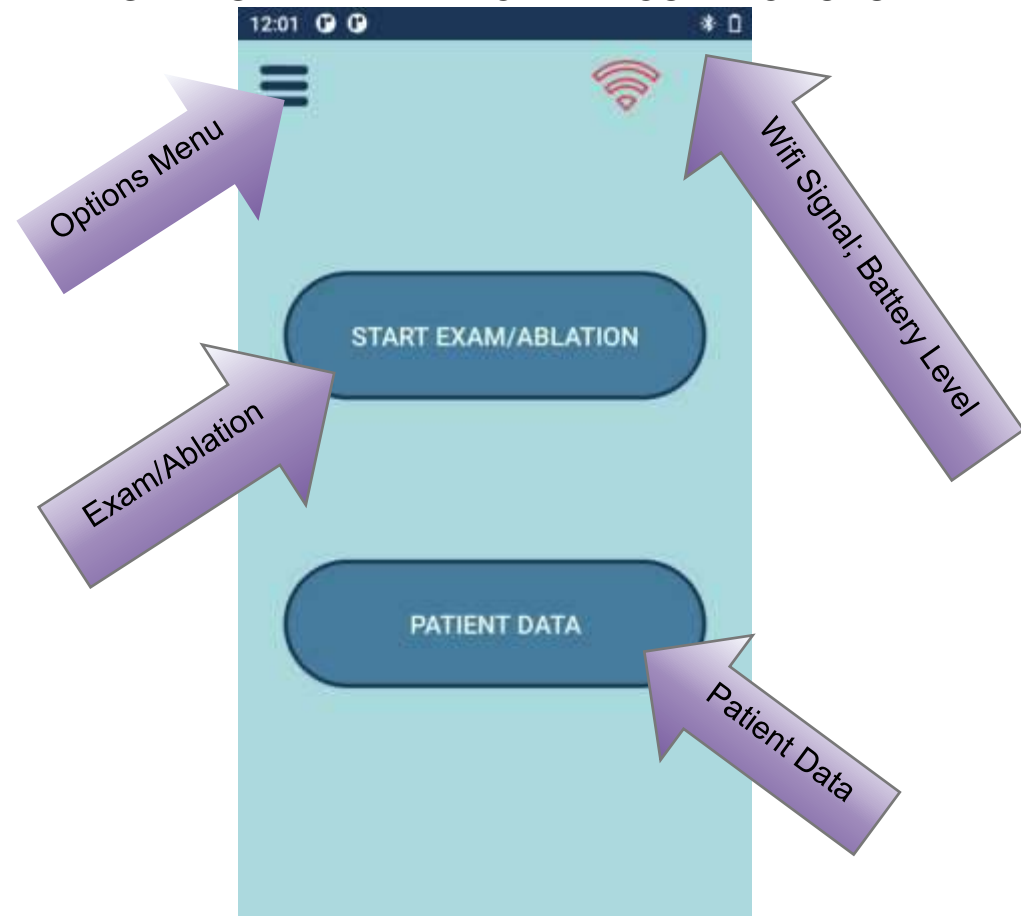 12:01
Options Menu
Wifi Signal; Battery Level
START EXAM/ABLATION
Exam/Ablation
PATIENT DATA
Patient Data